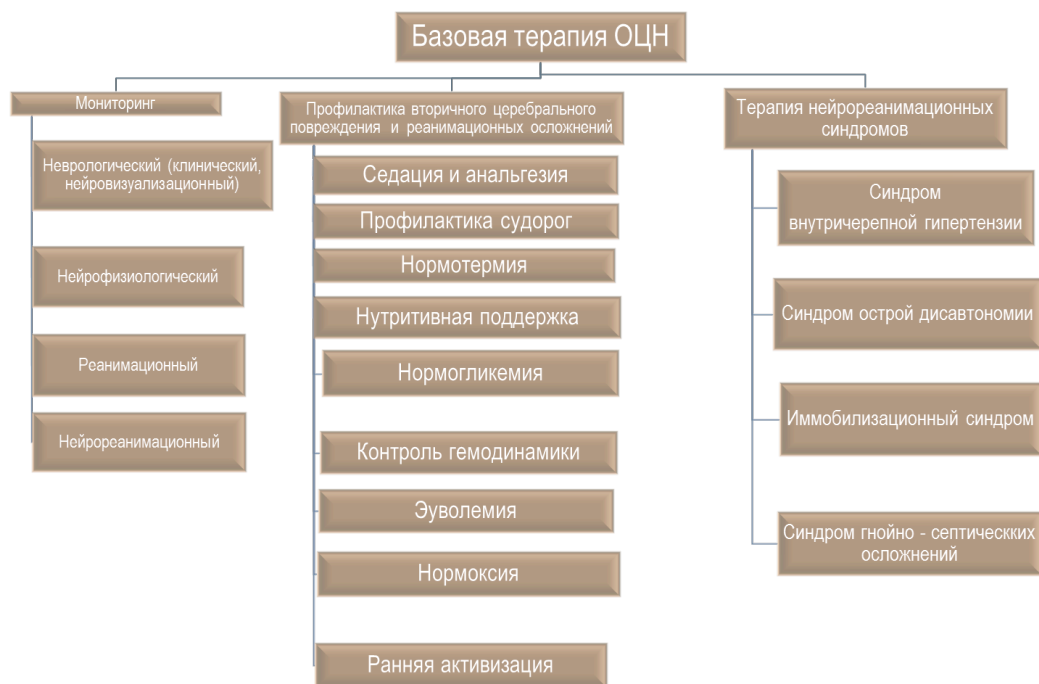 Базовая терапия ОЦН
Мониторинг
Неврологический (клинический,
нейровизуализационный)
Нейрофизиологический
Реанимационный
Нейрореанимационный
Профилактика вторичного церебрального
повреждения и реанимационных осложнений
Седация и анальгезия
Профилактика судорог
Нормотермия
Нутритивная поддержка
Нормогликемия
Контроль гемодинамики
Эуволемия
Нормоксия
Ранняя активизация
Терапия нейрореанимационных
синдромов
Синдром
внутричерепной гипертензии
Синдром острой дисавтономии
Иммобилизационный синдром
Синдром гнойно - септическких
осложнений